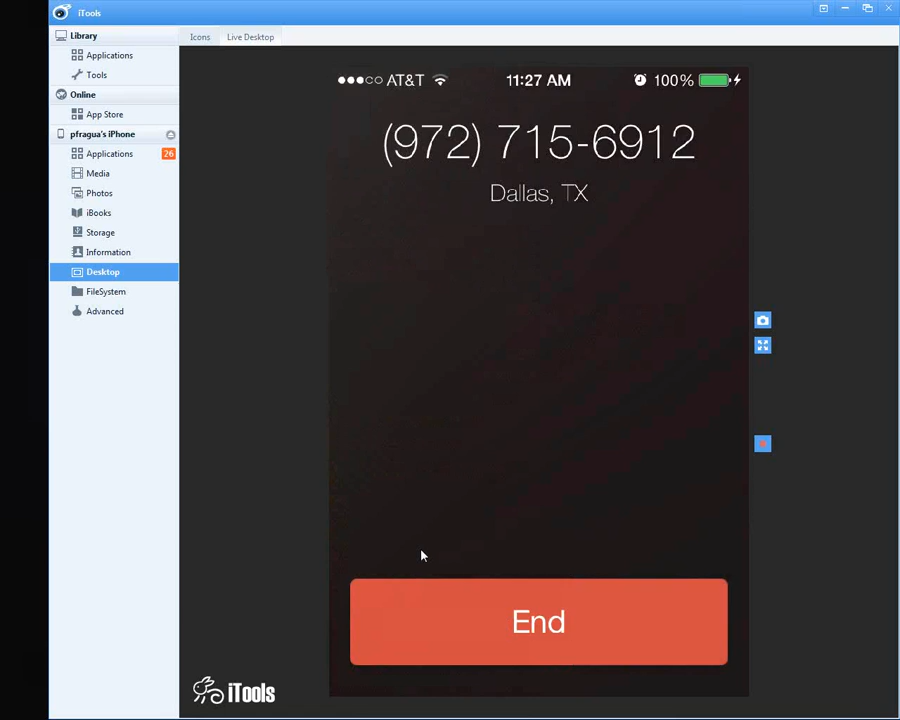 iTools
Library
Icons
Live Desktop
Applications
Tools
Online
App Store
pfragua's iPhone
Applications 26
Media
Photos
iBooks
Storage
Information
Desktop
FileSystem
Advanced
AT&T 11:27 AM 100%
(972) 715-6912
Dallas, TX
End
iTools